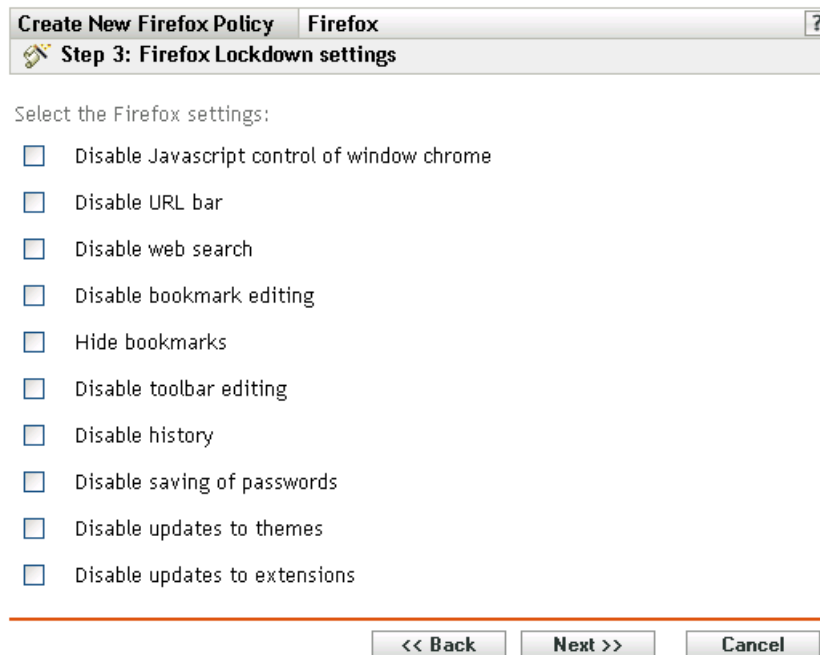 Create New Firefox Policy Firefox ?
Step 3: Firefox Lockdown settings
Select the Firefox settings:
Disable Javascript control of window chrome
Disable URL bar
Disable web search
Disable bookmark editing
Hide bookmarks
Disable toolbar editing
Disable history
Disable saving of passwords
Disable updates to themes
Disable updates to extensions
<< Back Next >> Cancel